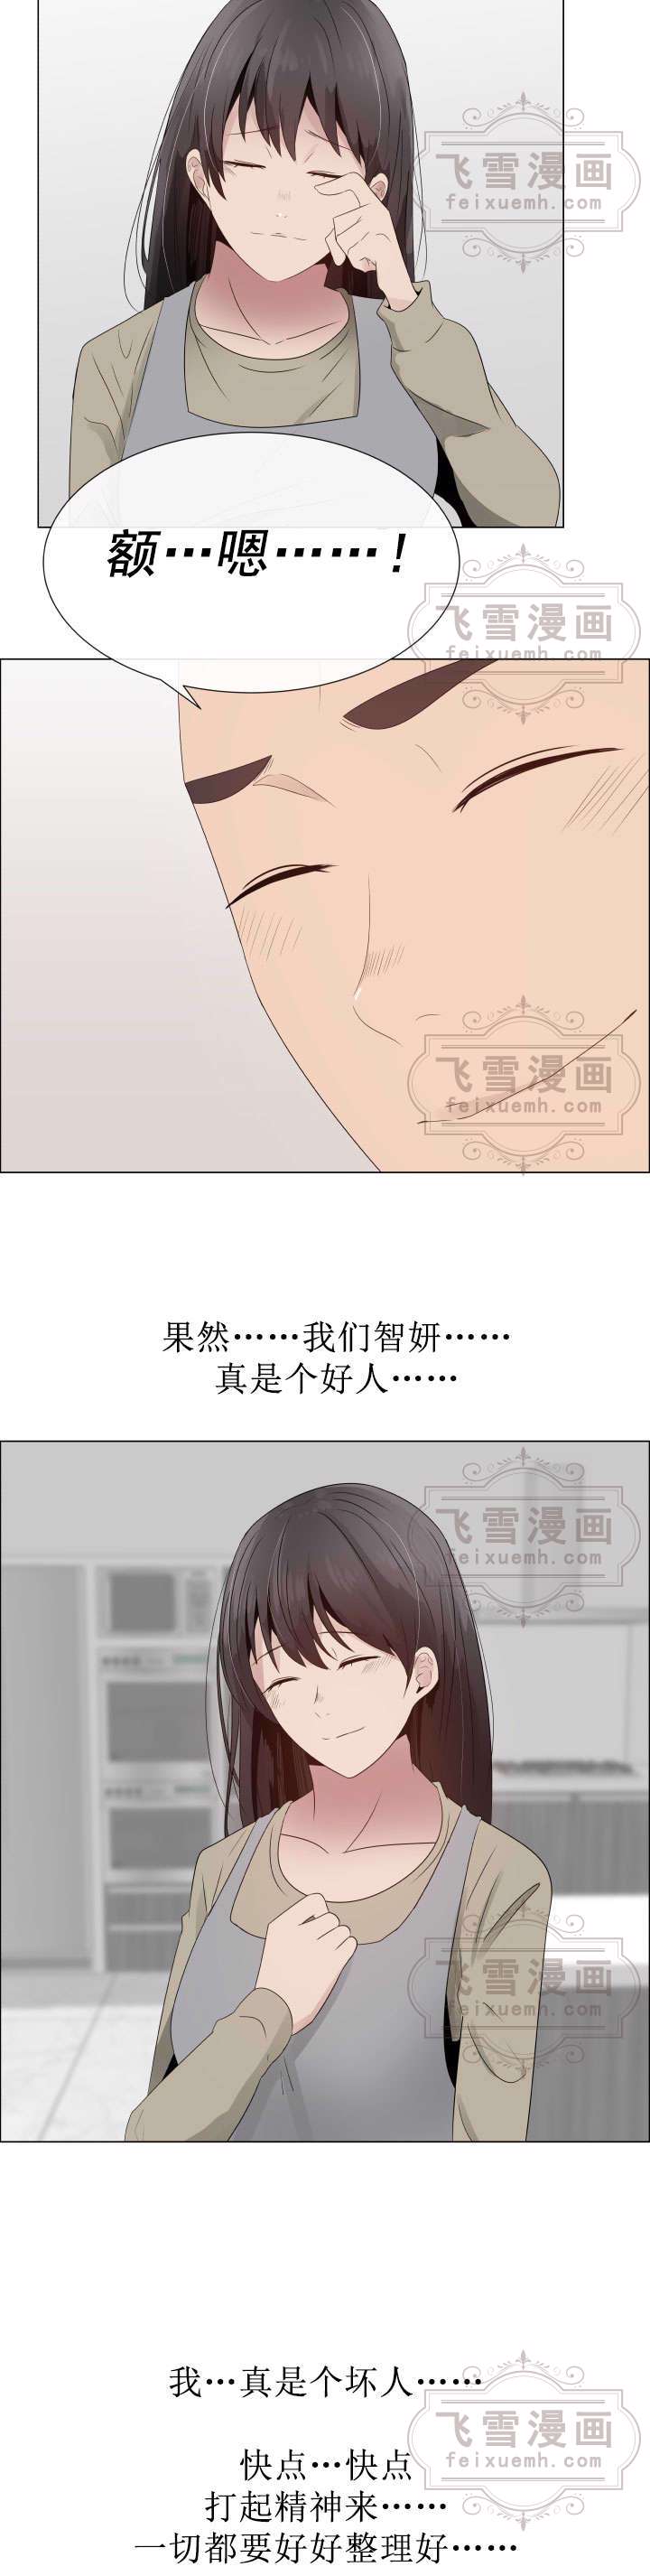 飞雪漫画
feixuemh.com
额…嗯……!
飞雪漫画
feixuemh.com
飞雪漫画
feixuemh.com
果然……我们智妍……
真是个好人……
飞雪漫画
feixuemh.com
飞雪漫画
feixuemh.com
我…真是个坏人……
飞雪漫画
feixuemh.com
快点…快点
打起精神来……
一切都要好好整理好……